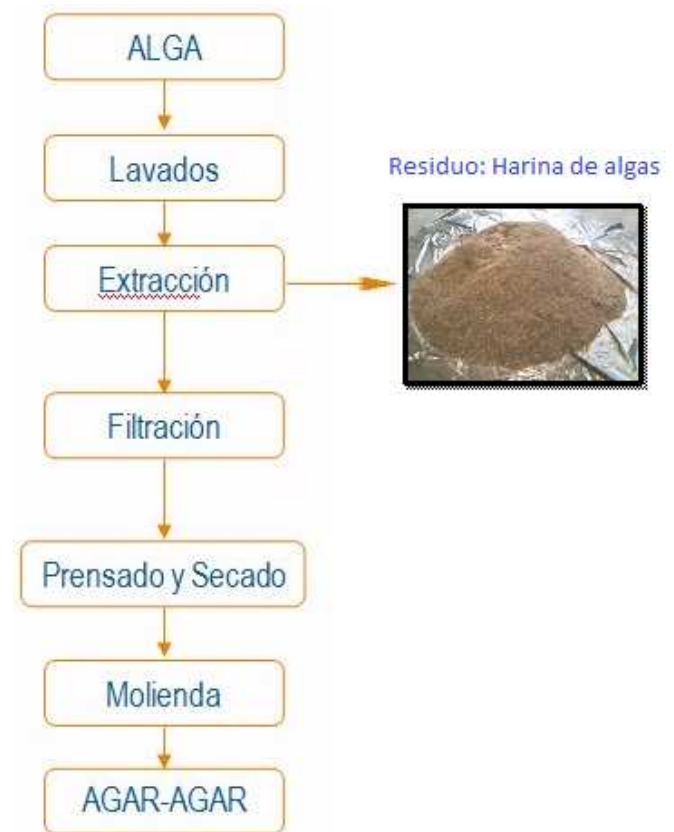 ALGA
Lavados
Residuo: Harina de algas
Extracción
Filtración
Prensado y Secado
Molienda
AGAR-AGAR